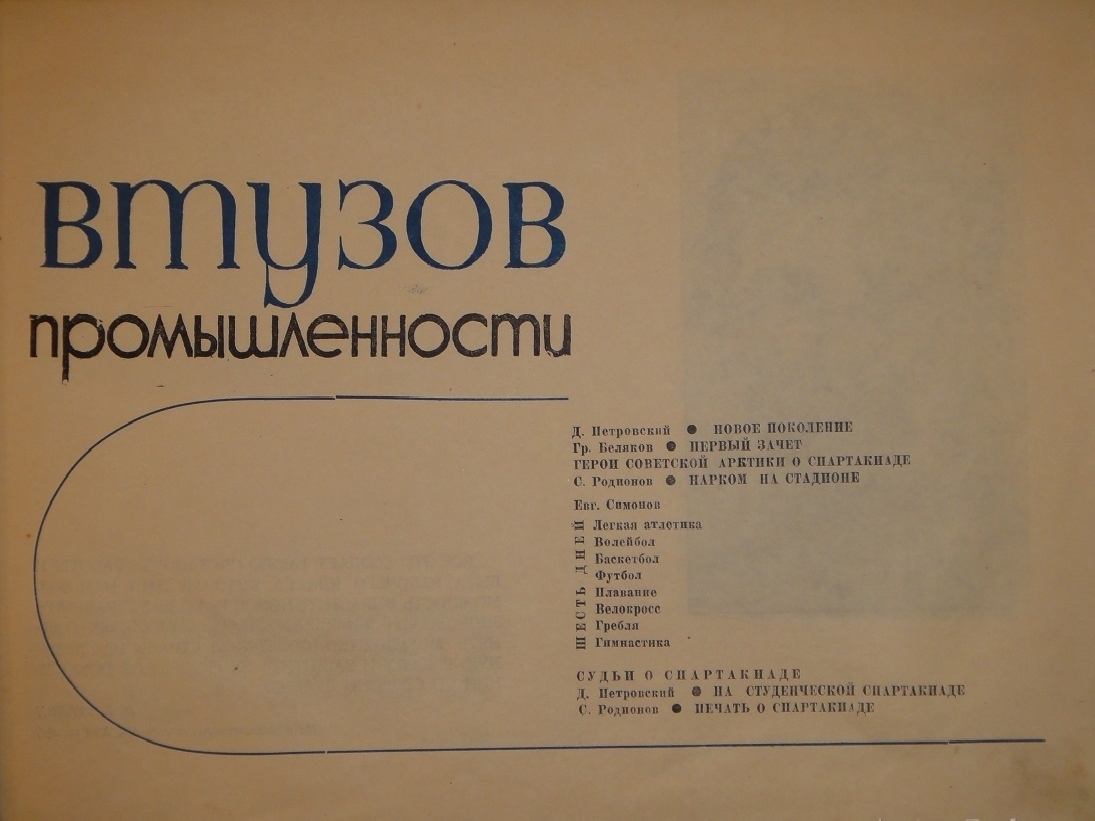 втузов
промышленности
Д. Петровский ● НОВОЕ ПОКОЛЕНИЕ
Гр. Беляков ● ПЕРВЫЙ ЗАЧЕТ
ГЕРОИ СОВЕТСКОЙ АРКТИКИ О СПАРТАКИАДЕ
С. Родионов ● НАРКОМ НА СТАДИОНЕ
Евг. Симонов
ШЕСТЬ ДНЕЙ
Легкая атлетика
Волейбол
Баскетбол
Футбол
Плавание
Велокросс
Гребля
Гимнастика
СУДЬИ О СПАРТАКИАДЕ
Д. Петровский ● НА СТУДЕНЧЕСКОЙ СПАРТАКИАДЕ
С. Родионов ● ПЕЧАТЬ О СПАРТАКИАДЕ